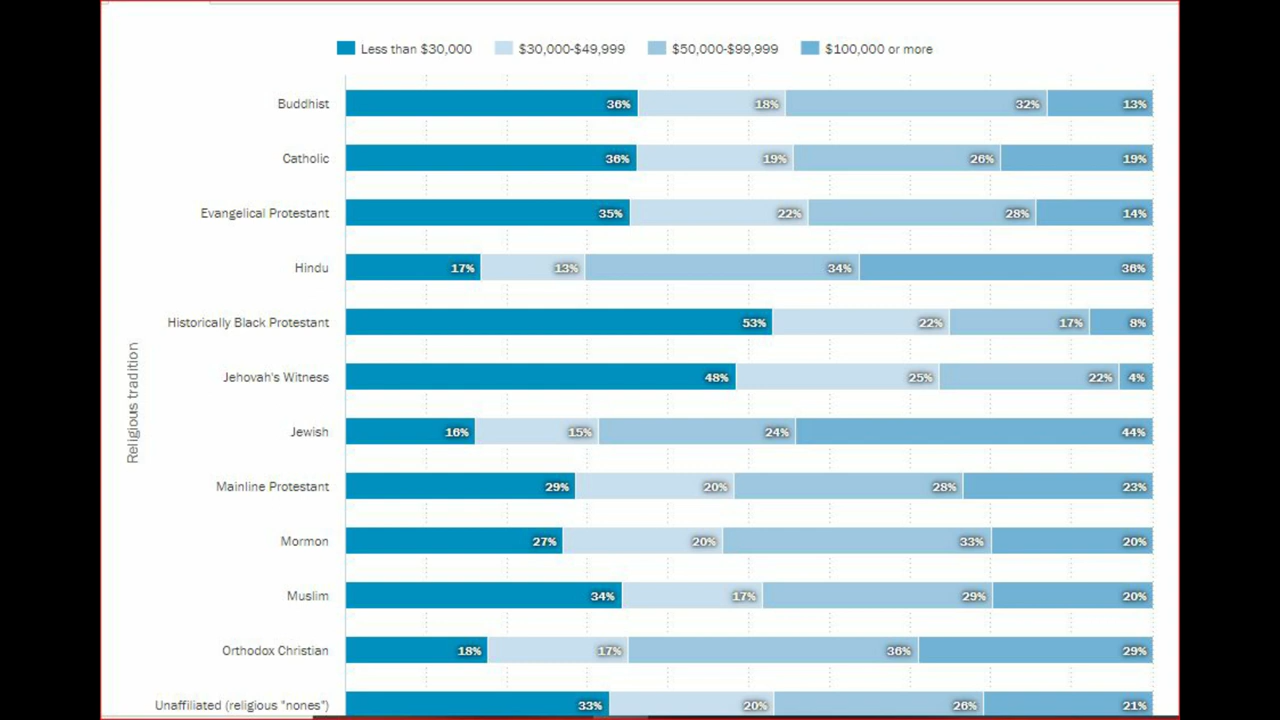 Less than $30,000 $30,000-$49,999 $50,000-$99,999 $100,000 or more
Religious tradition
Buddhist 36% 18% 32% 13%
Catholic 36% 19% 26% 19%
Evangelical Protestant 35% 22% 28% 14%
Hindu 17% 13% 34% 36%
Historically Black Protestant 53% 22% 17% 8%
Jehovah's Witness 48% 25% 22% 4%
Jewish 16% 15% 24% 44%
Mainline Protestant 29% 20% 28% 23%
Mormon 27% 20% 33% 20%
Muslim 34% 17% 29% 20%
Orthodox Christian 18% 17% 36% 29%
Unaffiliated (religious "nones") 33% 20% 26% 21%